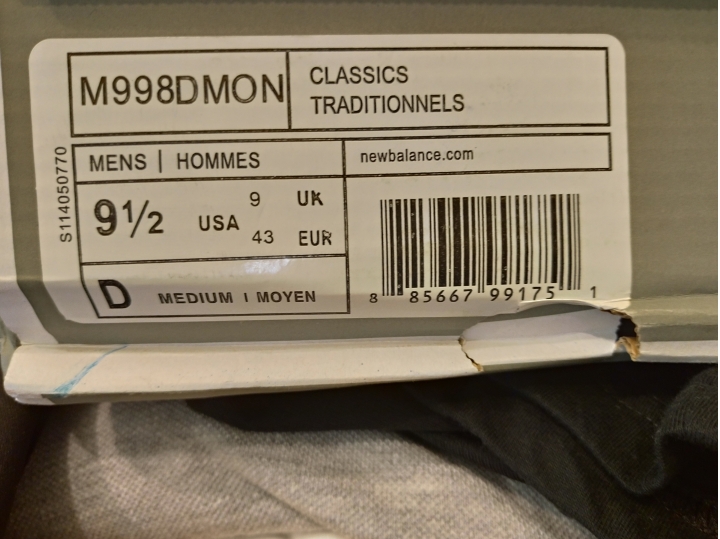 M998DMON
CLASSICS
TRADITIONNELS
MENS | HOMMES
newbalance.com
S114050770
9½ USA
9 UK
43 EUR
D MEDIUM | MOYEN
8 85667 99175 1